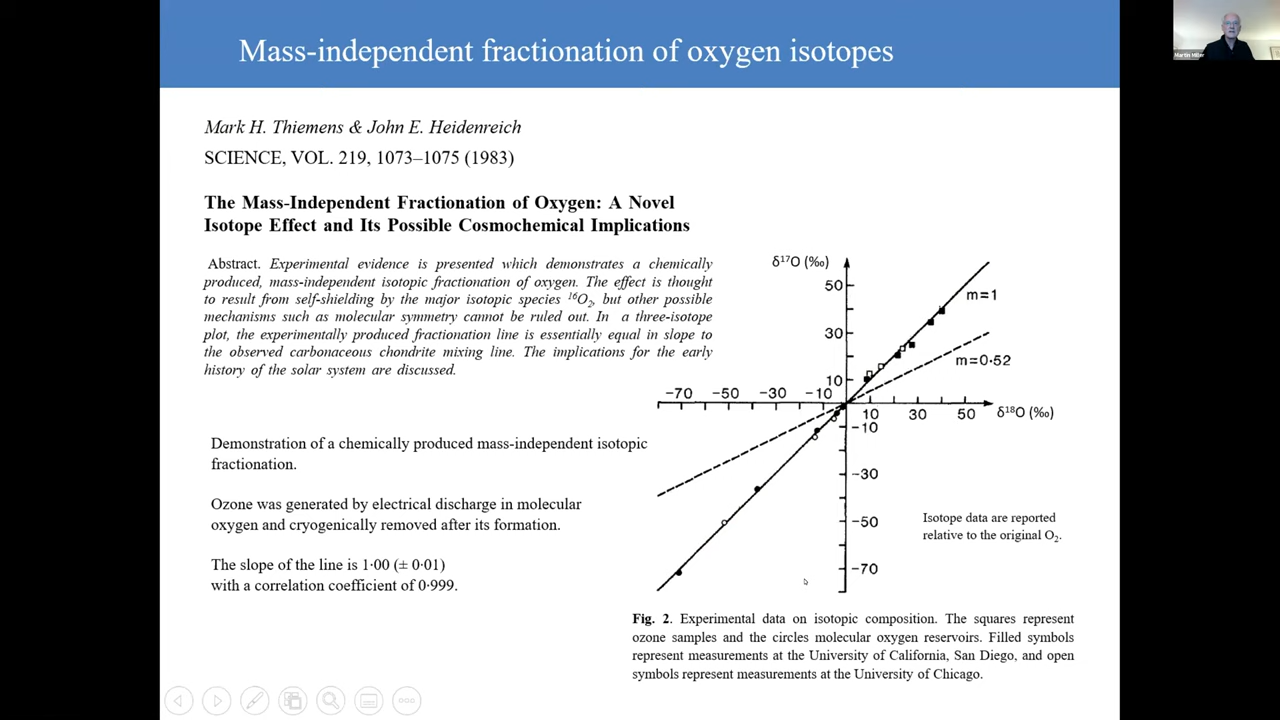 Mass-independent fractionation of oxygen isotopes
Mark H. Thiemens & John E. Heidenreich
SCIENCE, VOL. 219, 1073–1075 (1983)
The Mass-Independent Fractionation of Oxygen: A Novel
Isotope Effect and Its Possible Cosmochemical Implications
Abstract. Experimental evidence is presented which demonstrates a chemically
produced, mass-independent isotopic fractionation of oxygen. The effect is thought
to result from self-shielding by the major isotopic species ¹⁶O₂, but other possible
mechanisms such as molecular symmetry cannot be ruled out. In a three-isotope
plot, the experimentally produced fractionation line is essentially equal in slope to
the observed carbonaceous chondrite mixing line. The implications for the early
history of the solar system are discussed.
Demonstration of a chemically produced mass-independent isotopic
fractionation.
Ozone was generated by electrical discharge in molecular
oxygen and cryogenically removed after its formation.
The slope of the line is 1·00 (± 0·01)
with a correlation coefficient of 0·999.
δ¹⁷O (‰)
50
30
10
m=1
m=0·52
−70 −50 −30 −10
10 30 50 δ¹⁸O (‰)
−10
−30
−50
−70
Isotope data are reported
relative to the original O₂.
Fig. 2. Experimental data on isotopic composition. The squares represent
ozone samples and the circles molecular oxygen reservoirs. Filled symbols
represent measurements at the University of California, San Diego, and open
symbols represent measurements at the University of Chicago.
Martin Miller